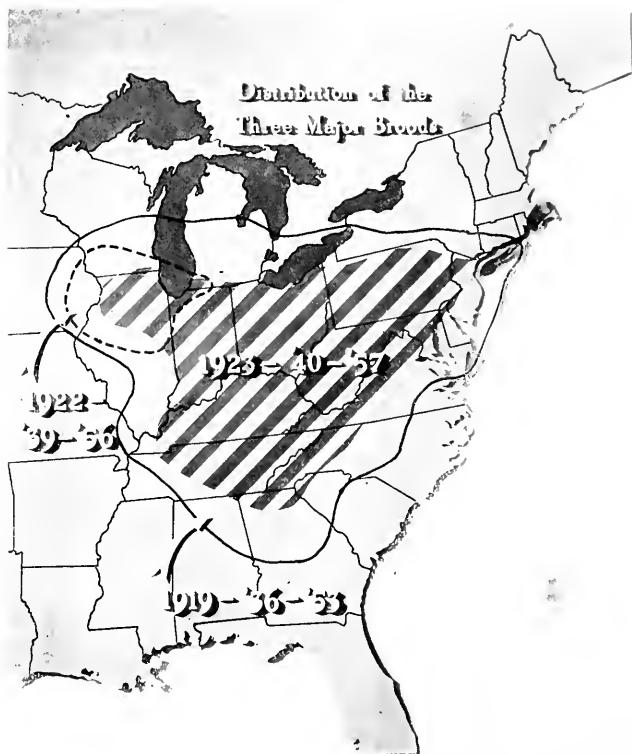 Distribution of the
Three Major Broods
1923 – '40 – '57
1922 –
'39 – '56
1919 – '36 – '53